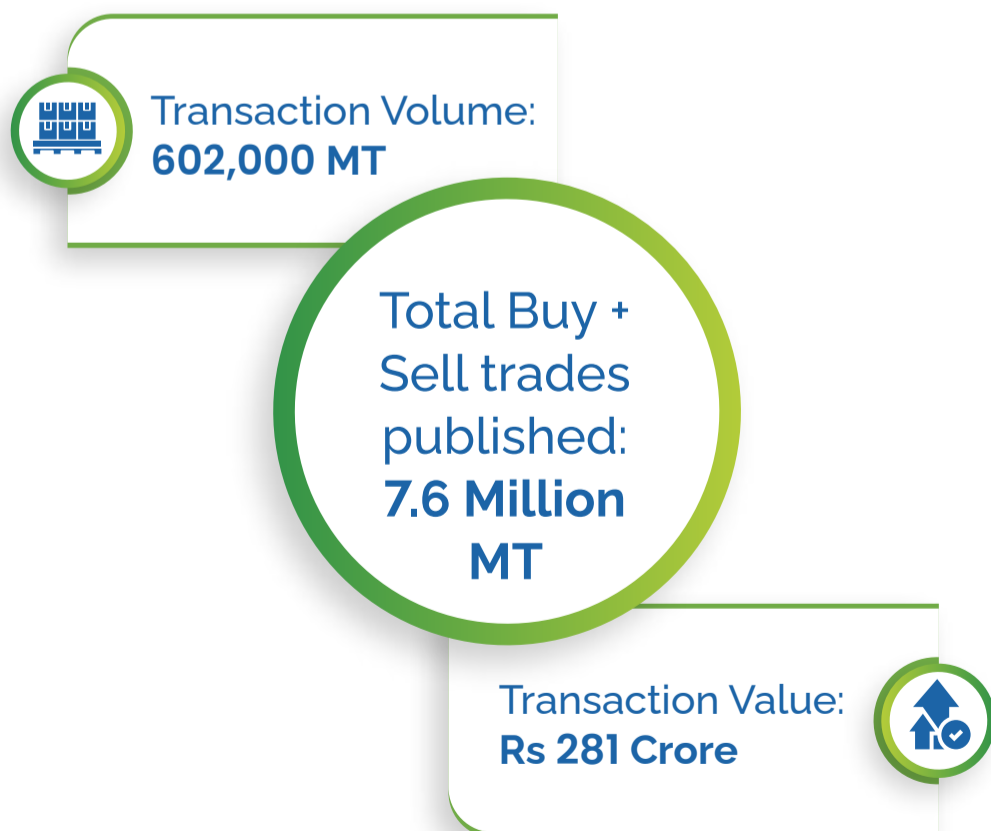 Transaction Volume:
602,000 MT
Total Buy +
Sell trades
published:
7.6 Million
MT
Transaction Value:
Rs 281 Crore